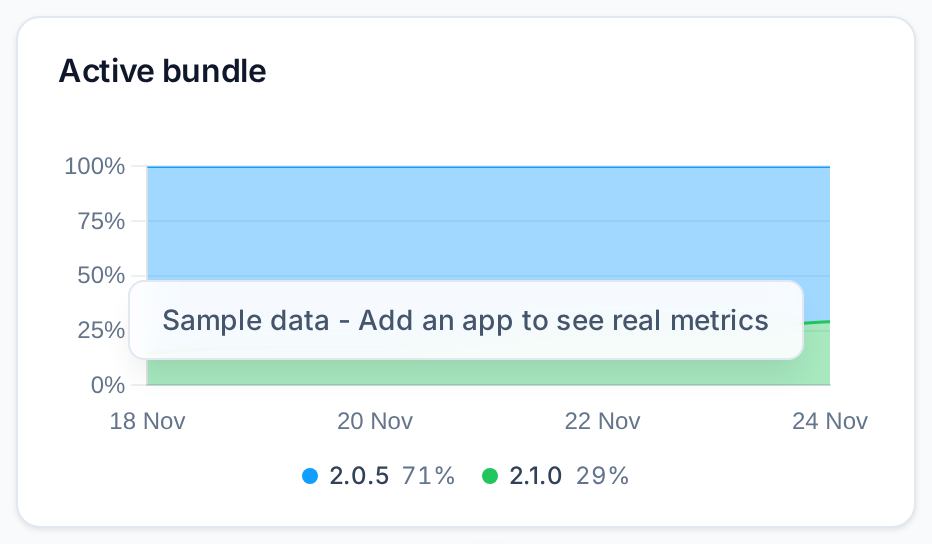 Active bundle
100%
75%
50%
Sample data - Add an app to see real metrics
25%
0%
18 Nov 20 Nov 22 Nov 24 Nov
2.0.5 71% 2.1.0 29%